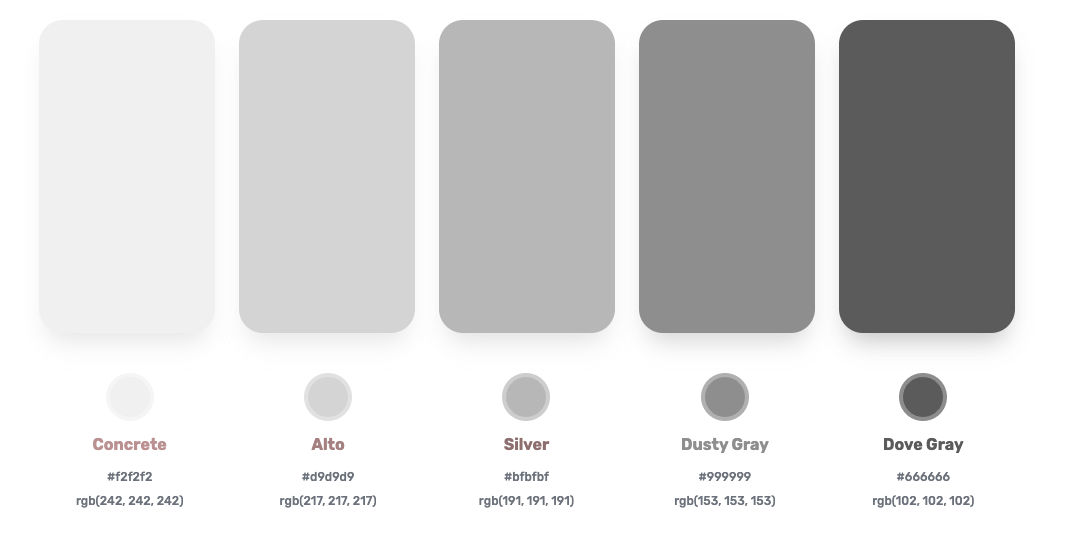 Concrete
#f2f2f2
rgb(242, 242, 242)
Alto
#d9d9d9
rgb(217, 217, 217)
Silver
#bfbfbf
rgb(191, 191, 191)
Dusty Gray
#999999
rgb(153, 153, 153)
Dove Gray
#666666
rgb(102, 102, 102)